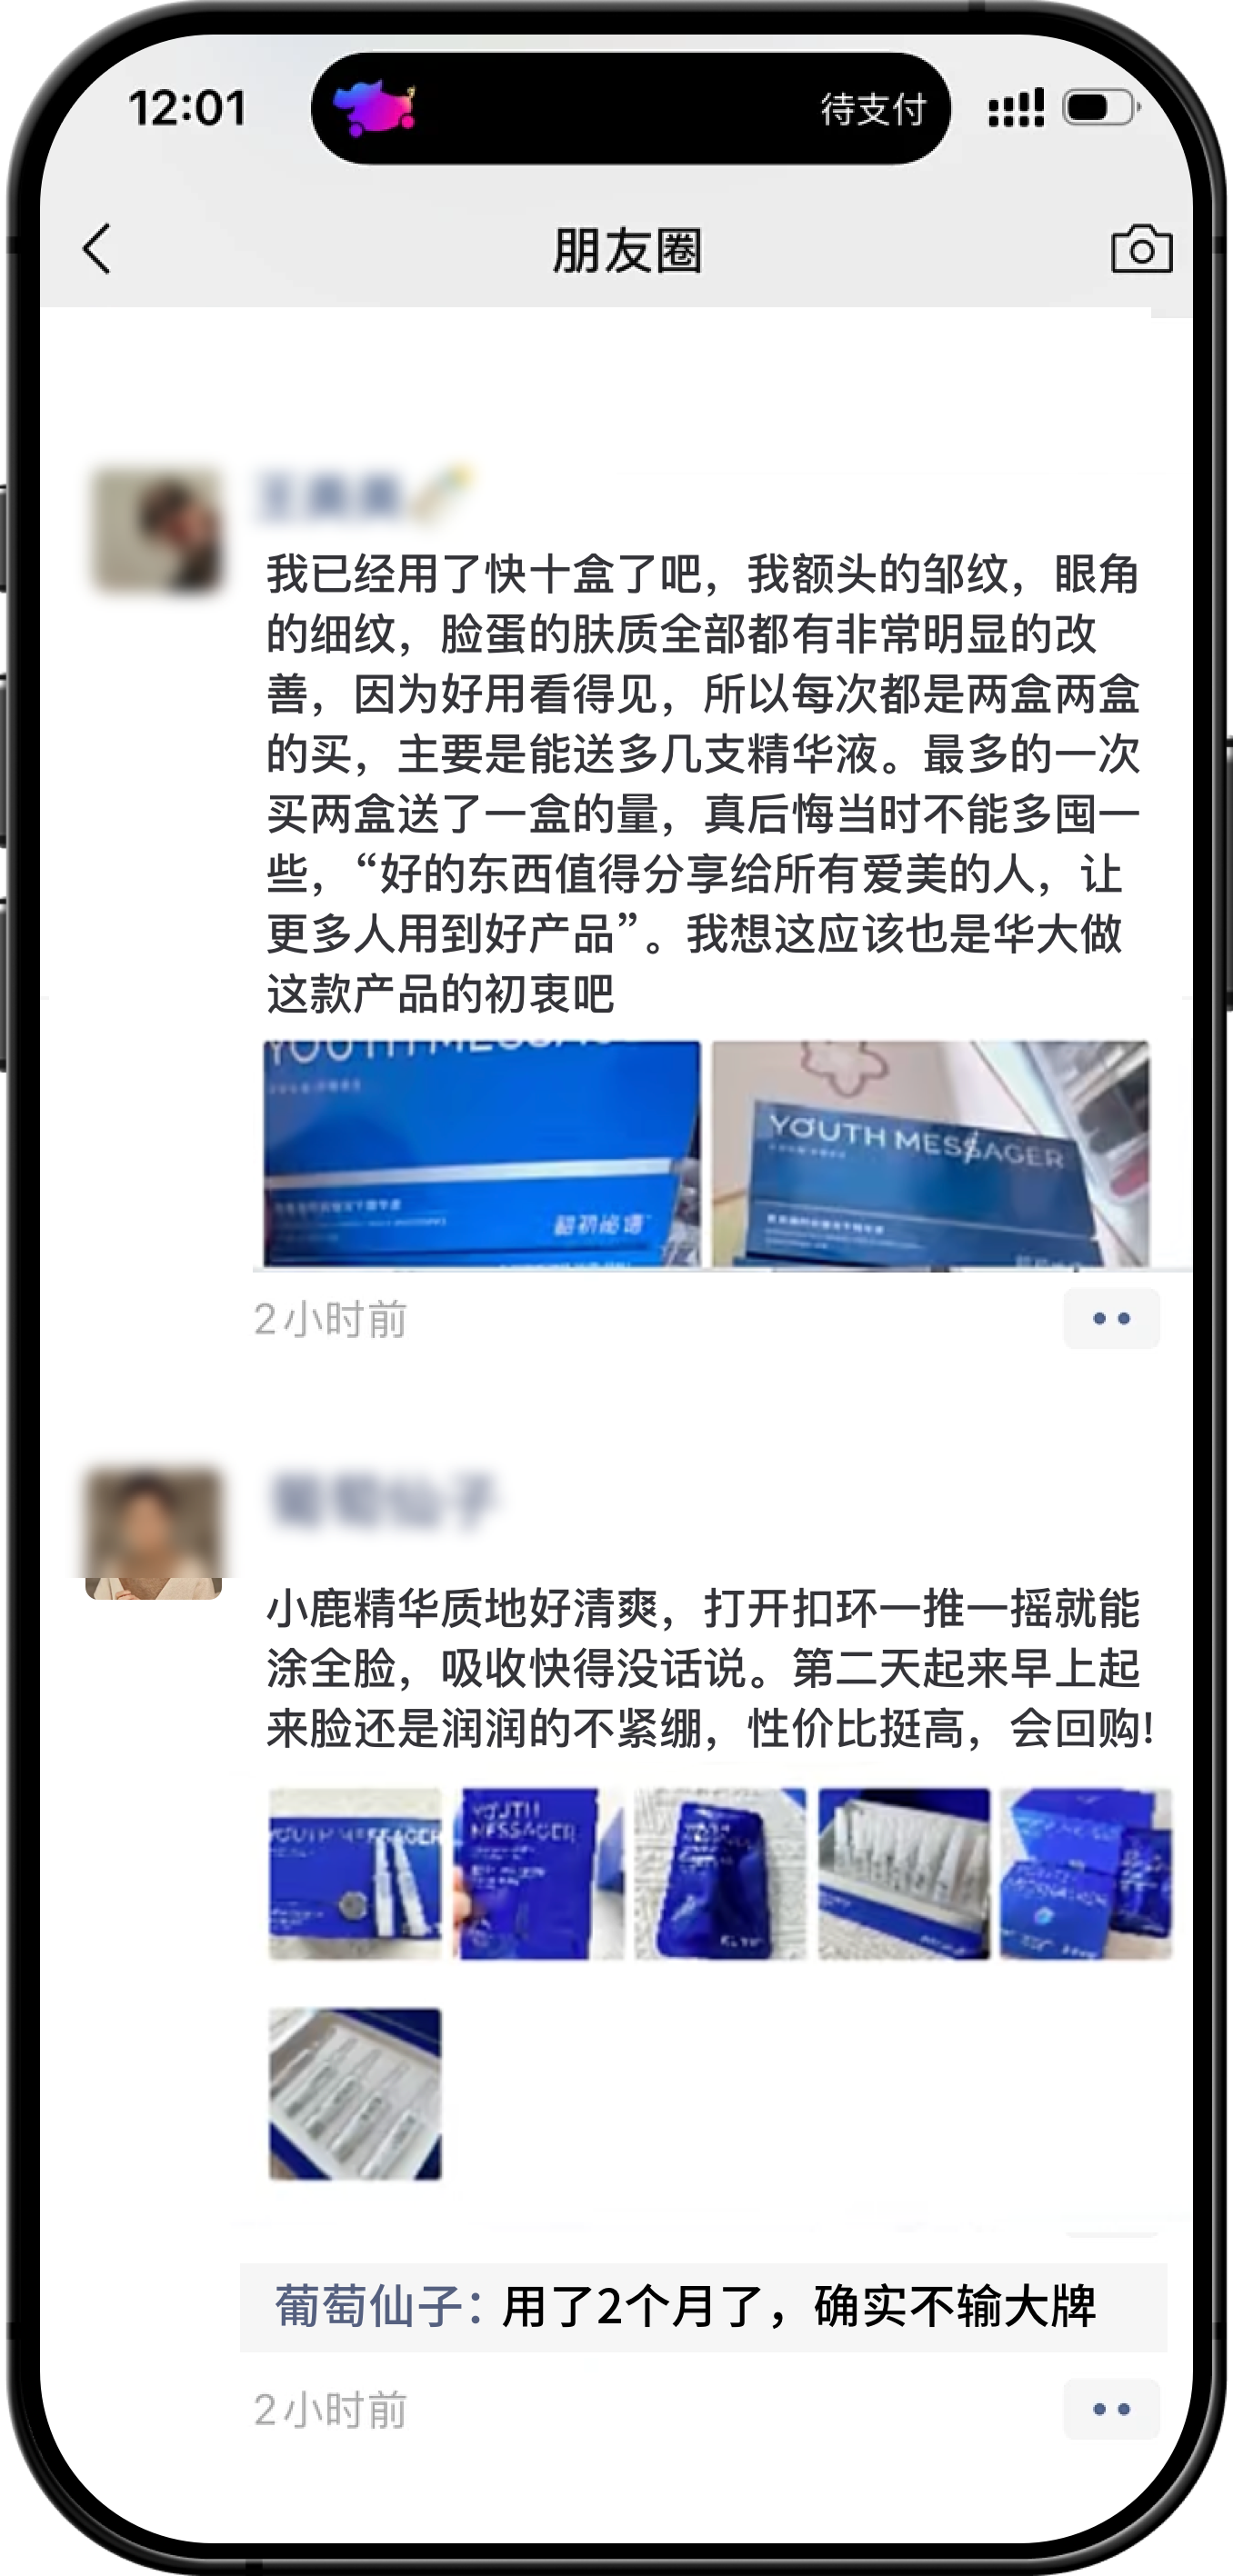 12:01
待支付
朋友圈
我已经用了快十盒了吧，我额头的邹纹，眼角
的细纹，脸蛋的肤质全部都有非常明显的改
善，因为好用看得见，所以每次都是两盒两盒
的买，主要是能送多几支精华液。最多的一次
买两盒送了一盒的量，真后悔当时不能多囤一
些，“好的东西值得分享给所有爱美的人，让
更多人用到好产品”。我想这应该也是华大做
这款产品的初衷吧
YOUTH MESSAG
YOUTH MESSAGER
2小时前
葡萄仙子
小鹿精华质地好清爽，打开扣环一推一摇就能
涂全脸，吸收快得没话说。第二天起来早上起
来脸还是润润的不紧绷，性价比挺高，会回购!
YOUTH MESSAGER
YOUTH
MESSAGER
葡萄仙子：用了2个月了，确实不输大牌
2小时前